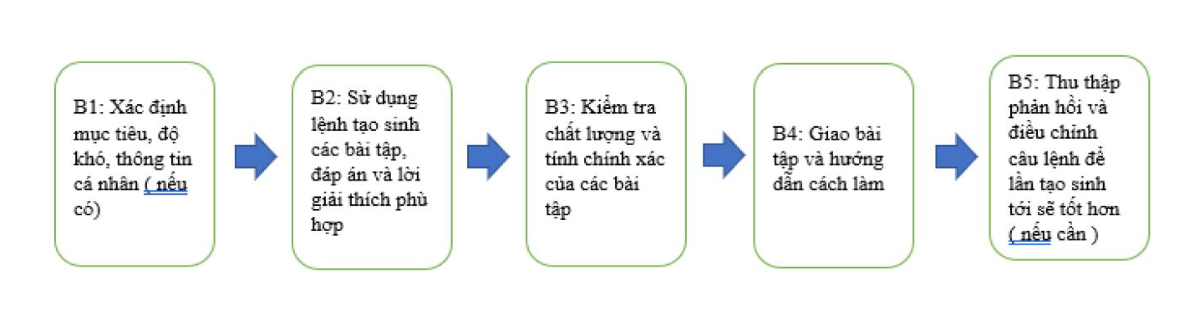 B1: Xác định
mục tiêu, độ
khó, thông tin
cá nhân ( nếu
có)
B2: Sử dụng
lệnh tạo sinh
các bài tập,
đáp án và lời
giải thích phù
hợp
B3: Kiểm tra
chất lượng và
tính chính xác
của các bài
tập
B4: Giao bài
tập và hướng
dẫn cách làm
B5: Thu thập
phản hồi và
điều chỉnh
câu lệnh để
lần tạo sinh
tới sẽ tốt hơn
( nếu cần )